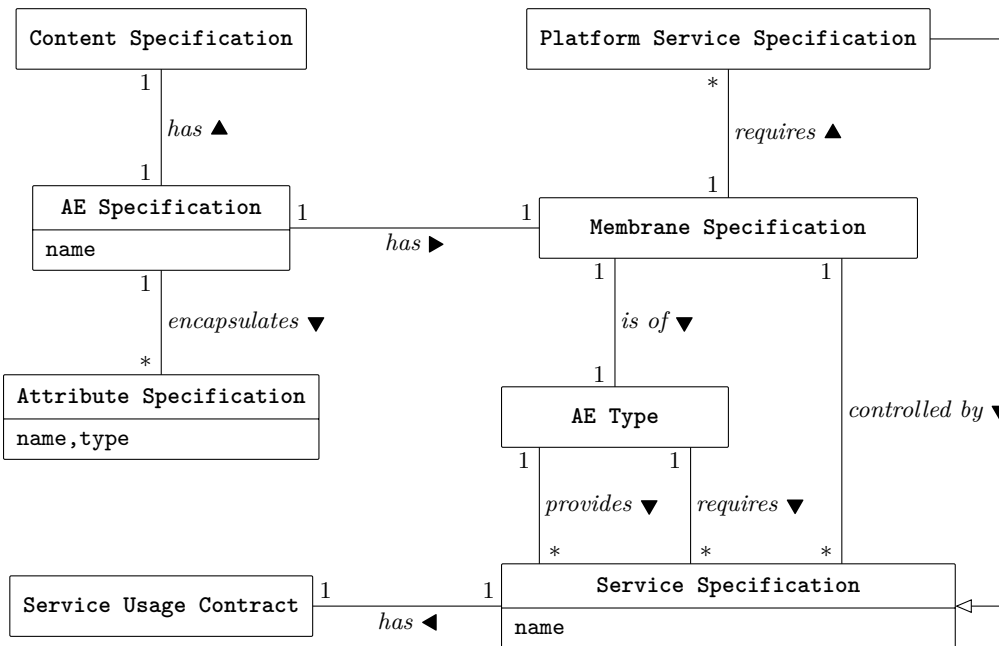 Content Specification
Platform Service Specification
1
*
has ▲
requires ▲
1
1
AE Specification
1
1
Membrane Specification
name
has ▶
1
1
1
encapsulates ▼
is of ▼
*
1
Attribute Specification
AE Type
controlled by ▼
name,type
1
1
provides ▼
requires ▼
*
*
*
Service Specification
1
1
Service Usage Contract
has ◀
name